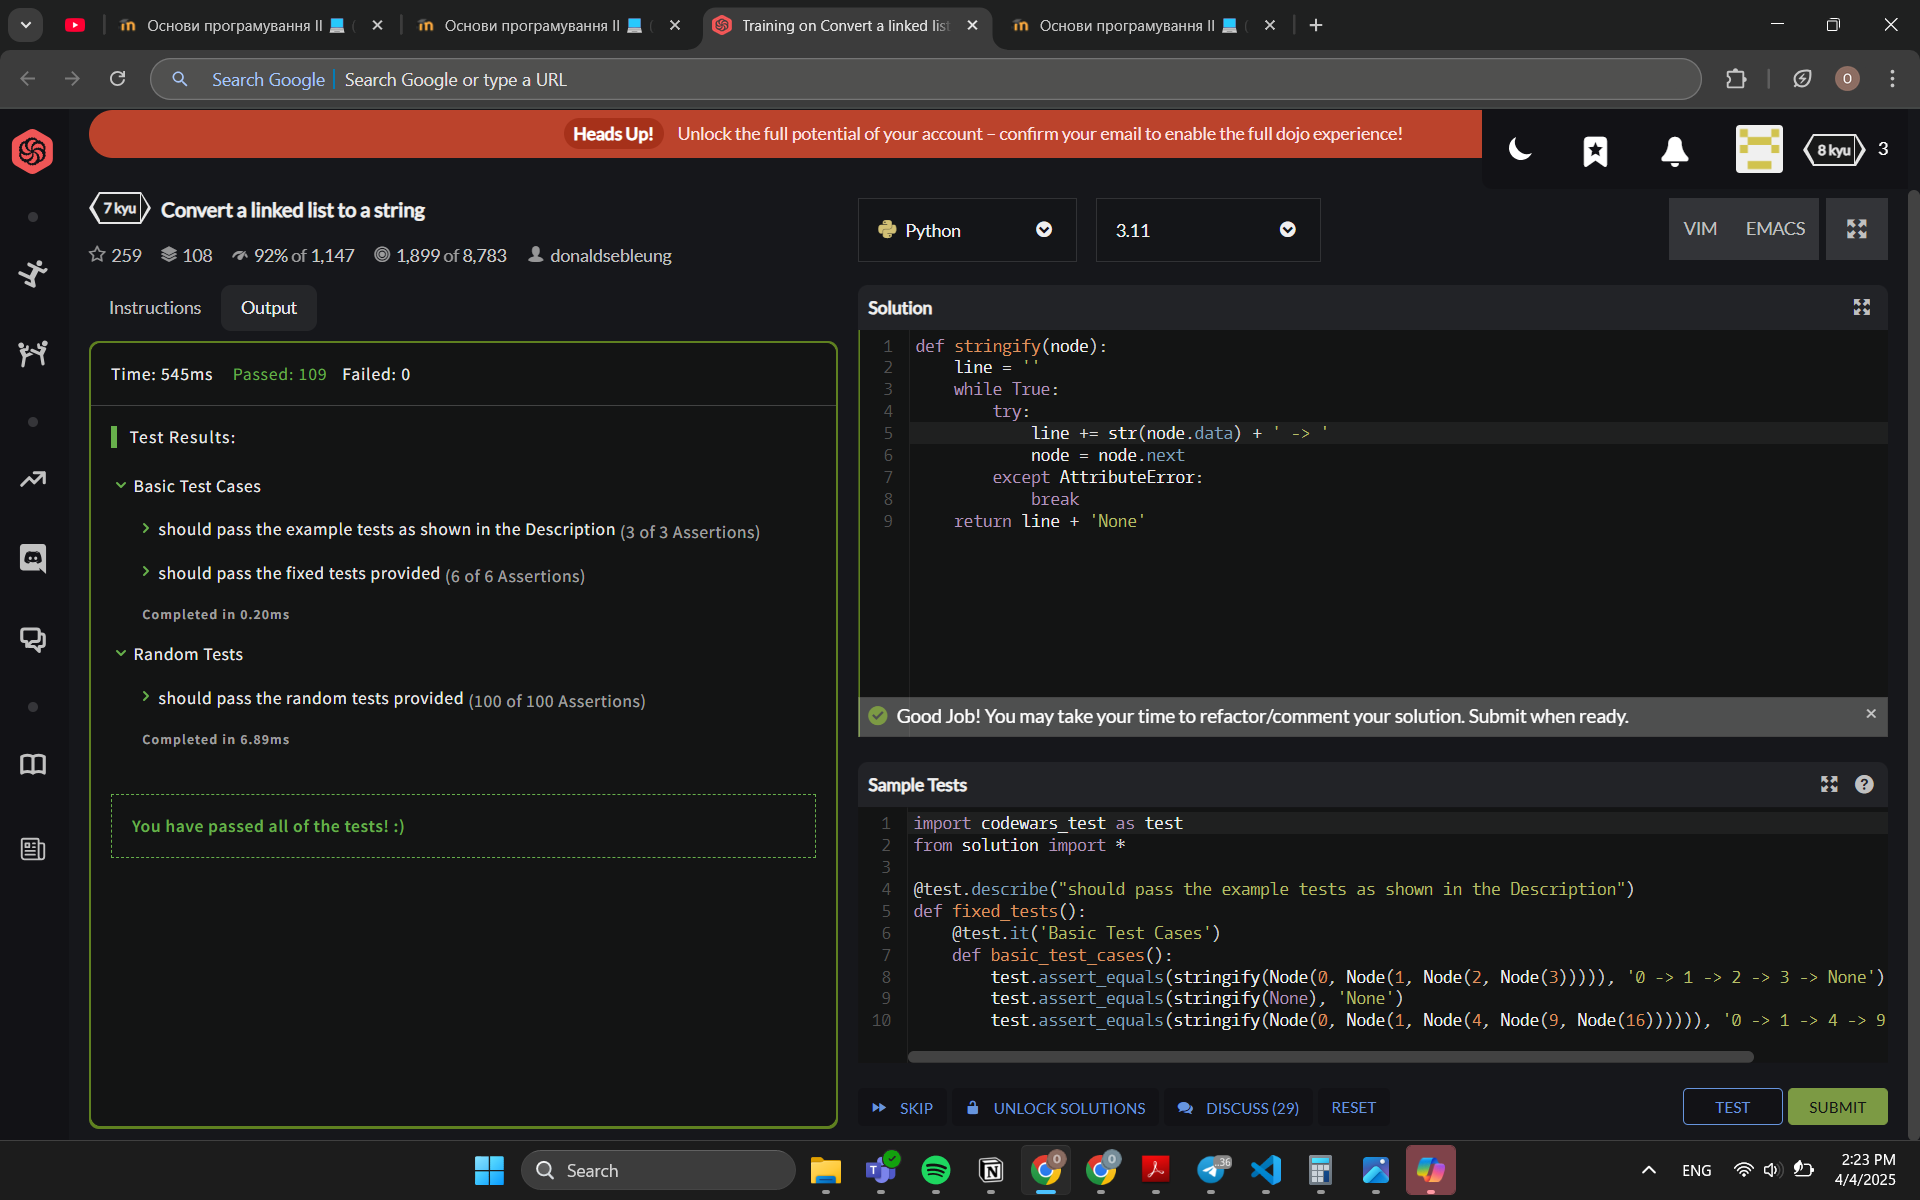 Основи програмування II
Основи програмування II
Training on Convert a linked lis
Основи програмування II
Search Google
Search Google or type a URL
O
Heads Up! Unlock the full potential of your account – confirm your email to enable the full dojo experience!
8 kyu 3
7 kyu Convert a linked list to a string
259 108 92% of 1,147 1,899 of 8,783 donaldsebleung
Python
3.11
VIM EMACS
Instructions Output
Time: 545ms Passed: 109 Failed: 0
Test Results:
Basic Test Cases
should pass the example tests as shown in the Description (3 of 3 Assertions)
should pass the fixed tests provided (6 of 6 Assertions)
Completed in 0.20ms
Random Tests
should pass the random tests provided (100 of 100 Assertions)
Completed in 6.89ms
You have passed all of the tests! :)
Solution
1 def stringify(node):
2     line = ''
3     while True:
4         try:
5             line += str(node.data) + ' -> '
6             node = node.next
7         except AttributeError:
8             break
9     return line + 'None'
Good Job! You may take your time to refactor/comment your solution. Submit when ready.
Sample Tests
1 import codewars_test as test
2 from solution import *
3
4 @test.describe("should pass the example tests as shown in the Description")
5 def fixed_tests():
6     @test.it('Basic Test Cases')
7     def basic_test_cases():
8         test.assert_equals(stringify(Node(0, Node(1, Node(2, Node(3))))), '0 -> 1 -> 2 -> 3 -> None')
9         test.assert_equals(stringify(None), 'None')
10         test.assert_equals(stringify(Node(0, Node(1, Node(4, Node(9, Node(16)))))), '0 -> 1 -> 4 -> 9
SKIP UNLOCK SOLUTIONS DISCUSS (29) RESET
TEST SUBMIT
Search
36
ENG
2:23 PM
4/4/2025